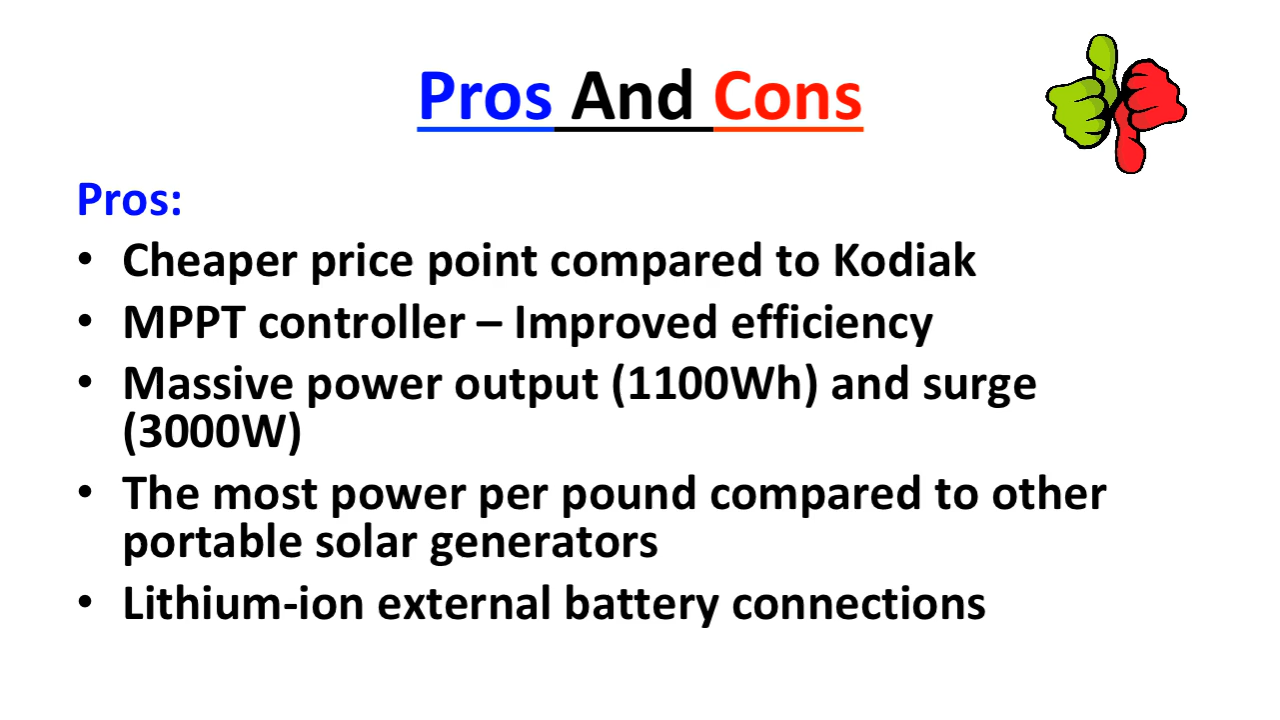 Pros And Cons
Pros:
• Cheaper price point compared to Kodiak
• MPPT controller – Improved efficiency
• Massive power output (1100Wh) and surge
(3000W)
• The most power per pound compared to other
portable solar generators
• Lithium-ion external battery connections